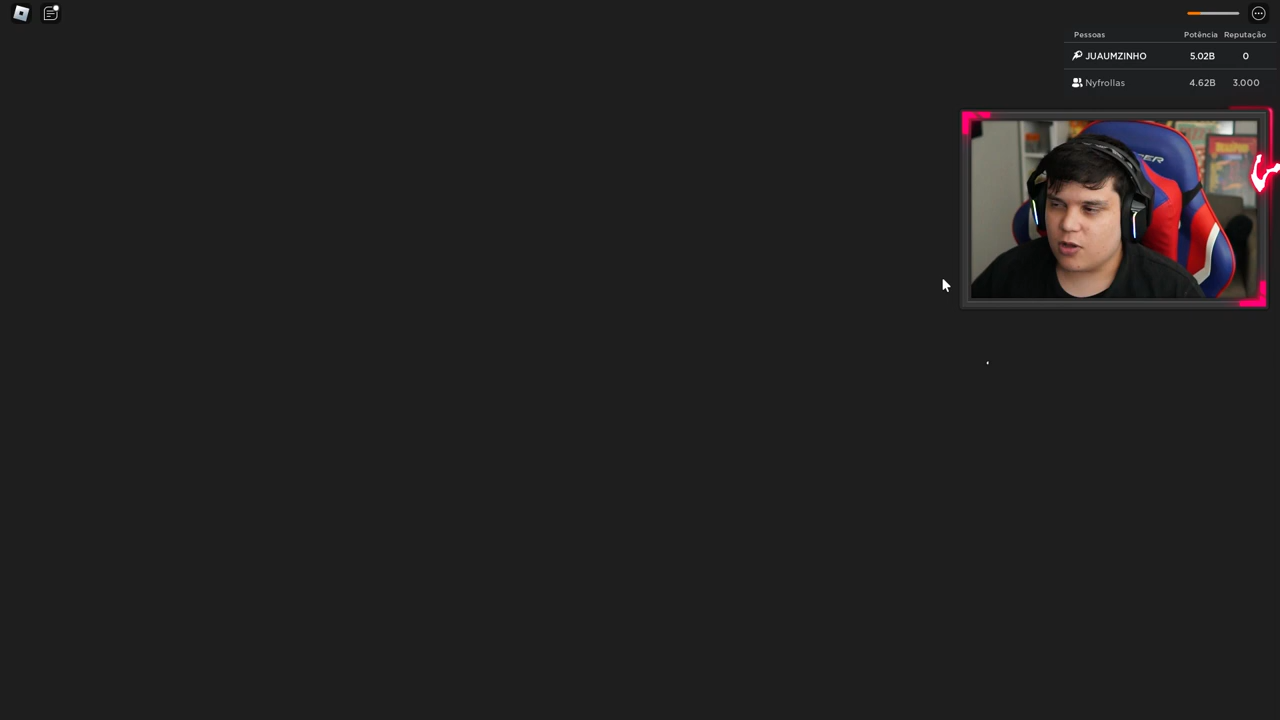 Pessoas Potência Reputação
JUAUMZINHO 5.02B 0
Nyfrollas 4.62B 3.000